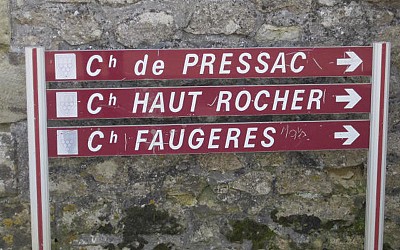 Ch de PRESSAC
Ch HAUT ROCHER
Ch FAUGERES